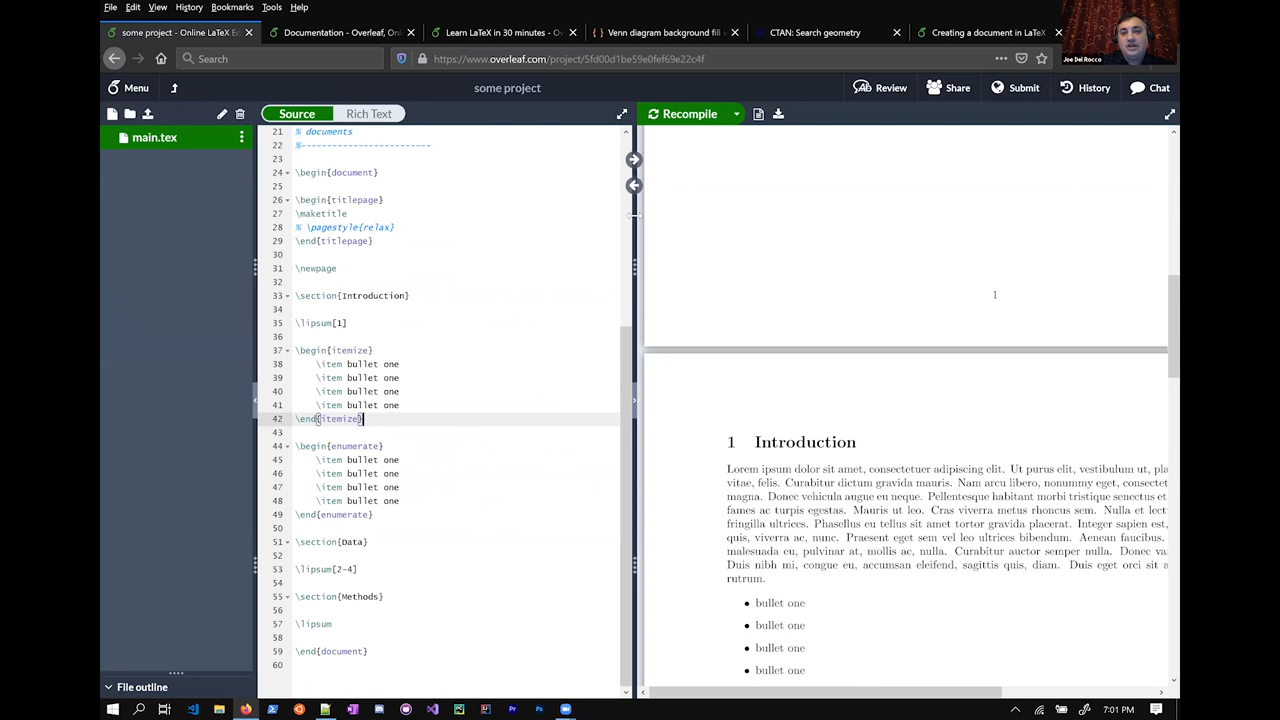 File Edit View History Bookmarks Tools Help
some project - Online LaTeX Ed
Documentation - Overleaf, Onlin
Learn LaTeX in 30 minutes - Ov
{ } Venn diagram background fill w
CTAN: Search geometry
Creating a document in LaTeX
Joe Del Rocco
Search
https://www.overleaf.com/project/5fd00d1be59e0fef69e22c4f
Menu
some project
Review
Share
Submit
History
Chat
Source
Rich Text
Recompile
main.tex
21 % documents
22 %-------------------------
23
24 \begin{document}
25
26 \begin{titlepage}
27 \maketitle
28 % \pagestyle{relax}
29 \end{titlepage}
30
31 \newpage
32
33 \section{Introduction}
34
35 \lipsum[1]
36
37 \begin{itemize}
38 \item bullet one
39 \item bullet one
40 \item bullet one
41 \item bullet one
42 \end{itemize}
43
44 \begin{enumerate}
45 \item bullet one
46 \item bullet one
47 \item bullet one
48 \item bullet one
49 \end{enumerate}
50
51 \section{Data}
52
53 \lipsum[2-4]
54
55 \section{Methods}
56
57 \lipsum
58
59 \end{document}
60
1
1 Introduction
Lorem ipsum dolor sit amet, consectetuer adipiscing elit. Ut purus elit, vestibulum ut, pla
vitae, felis. Curabitur dictum gravida mauris. Nam arcu libero, nonummy eget, consectet
magna. Donec vehicula augue eu neque. Pellentesque habitant morbi tristique senectus et
fames ac turpis egestas. Mauris ut leo. Cras viverra metus rhoncus sem. Nulla et lect
fringilla ultrices. Phasellus eu tellus sit amet tortor gravida placerat. Integer sapien est,
quis, viverra ac, nunc. Praesent eget sem vel leo ultrices bibendum. Aenean faucibus.
malesuada eu, pulvinar at, mollis ac, nulla. Curabitur auctor semper nulla. Donec va
Duis nibh mi, congue eu, accumsan eleifend, sagittis quis, diam. Duis eget orci sit a
rutrum.
• bullet one
• bullet one
• bullet one
• bullet one
File outline
7:01 PM